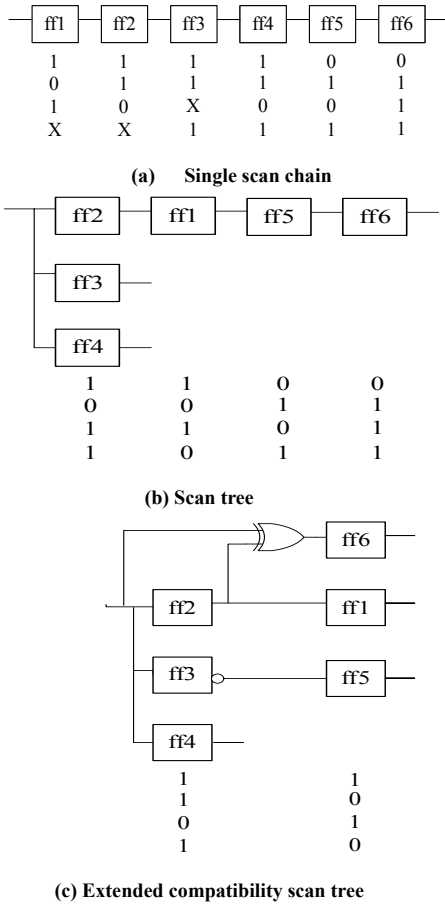 ff1 ff2 ff3 ff4 ff5 ff6
1 1 1 1 0 0
0 1 1 1 1 1
1 0 X 0 0 1
X X 1 1 1 1
(a) Single scan chain
ff2 ff1 ff5 ff6
ff3
ff4
1 1 0 0
0 0 1 1
1 1 0 1
1 0 1 1
(b) Scan tree
ff6
ff2 ff1
ff3 ff5
ff4
1 1
1 0
0 1
1 0
(c) Extended compatibility scan tree